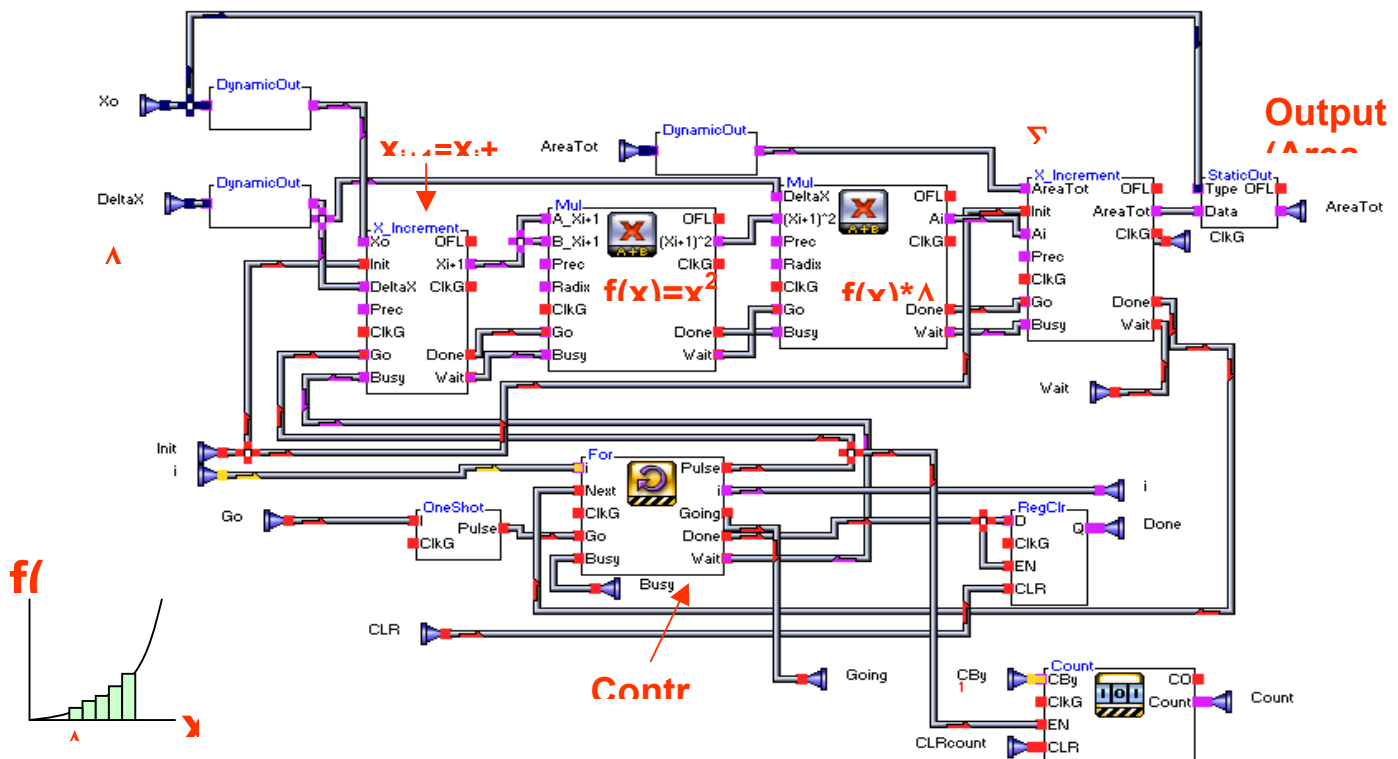 DynamicOut
Xo
Output
(Area
DynamicOut
AreaTot
Σ
DynamicOut
DeltaX
X_Increment
Xo
Init
DeltaX
Prec
ClkG
Go
Busy
OFL
Xi+1
ClkG
Done
Wait
Mul
A_Xi+1
B_Xi+1
Prec
Radix
ClkG
Go
Busy
X
A+B
OFL
(Xi+1)^2
ClkG
Done
Wait
f(x)=x²
Mul
DeltaX
(Xi+1)^2
Prec
Radix
ClkG
Go
Busy
X
A+B
OFL
Ai
ClkG
Done
Wait
X_Increment
AreaTot
Init
Ai
Prec
ClkG
Go
Busy
OFL
AreaTot
ClkG
Done
Wait
StaticOut
Type OFL
Data
ClkG
AreaTot
Wait
Init
i
Go
OneShot
I
Pulse
ClkG
For
i
Next
ClkG
Go
Busy
Pulse
i
Going
Done
Wait
Busy
i
RegClr
D
Q
ClkG
EN
CLR
Done
CLR
Contr
Going
CBy
1
Count
CBy
ClkG
EN
CLR
101
CO
Count
Count
CLRcount
f(
x